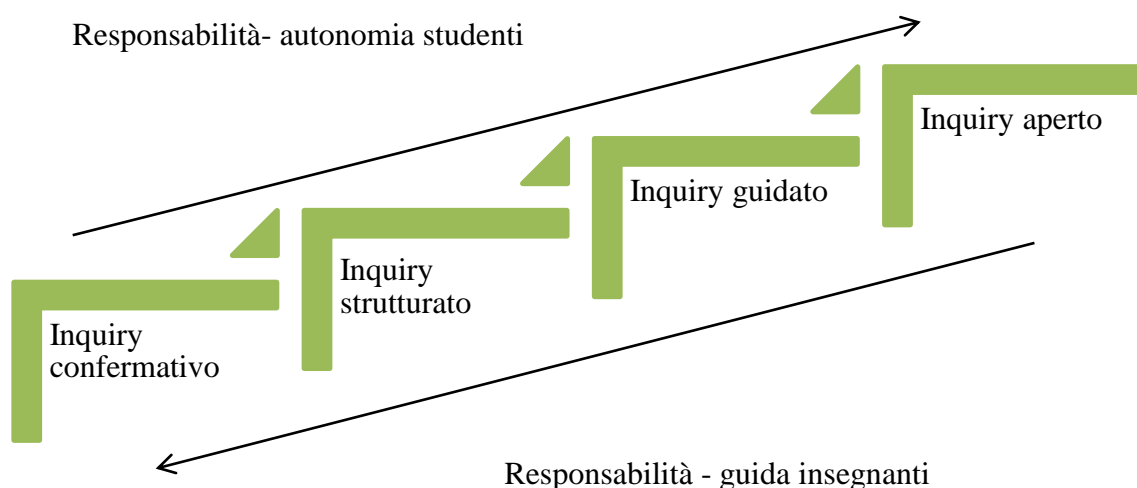 Responsabilità- autonomia studenti
Inquiry aperto
Inquiry guidato
Inquiry
strutturato
Inquiry
confermativo
Responsabilità - guida insegnanti